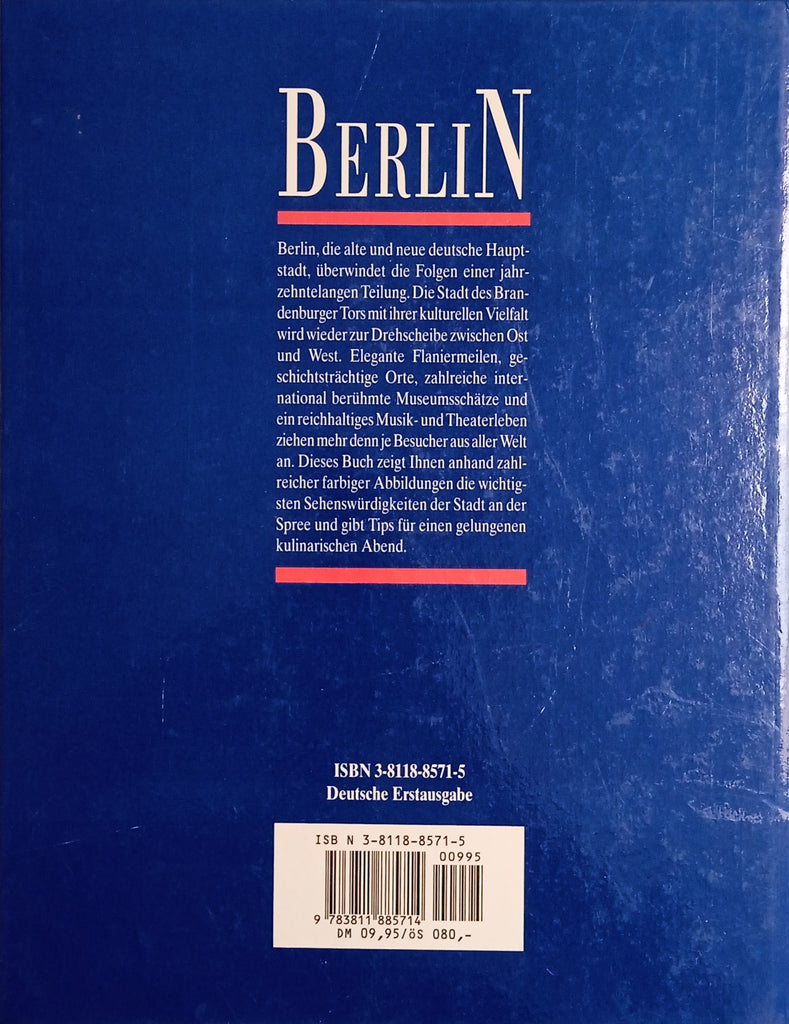 BERLIN
Berlin, die alte und neue deutsche Haupt-
stadt, überwindet die Folgen einer jahr-
zehntelangen Teilung. Die Stadt des Bran-
denburger Tors mit ihrer kulturellen Vielfalt
wird wieder zur Drehscheibe zwischen Ost
und West. Elegante Flaniermeilen, ge-
schichtsträchtige Orte, zahlreiche inter-
national berühmte Museumsschätze und
ein reichhaltiges Musik- und Theaterleben
ziehen mehr denn je Besucher aus aller Welt
an. Dieses Buch zeigt Ihnen anhand zahl-
reicher farbiger Abbildungen die wichtig-
sten Sehenswürdigkeiten der Stadt an der
Spree und gibt Tips für einen gelungenen
kulinarischen Abend.
ISBN 3-8118-8571-5
Deutsche Erstausgabe
ISB N 3-8118-8571-5
00995
9 783811 885714
DM 09,95/öS 080,-